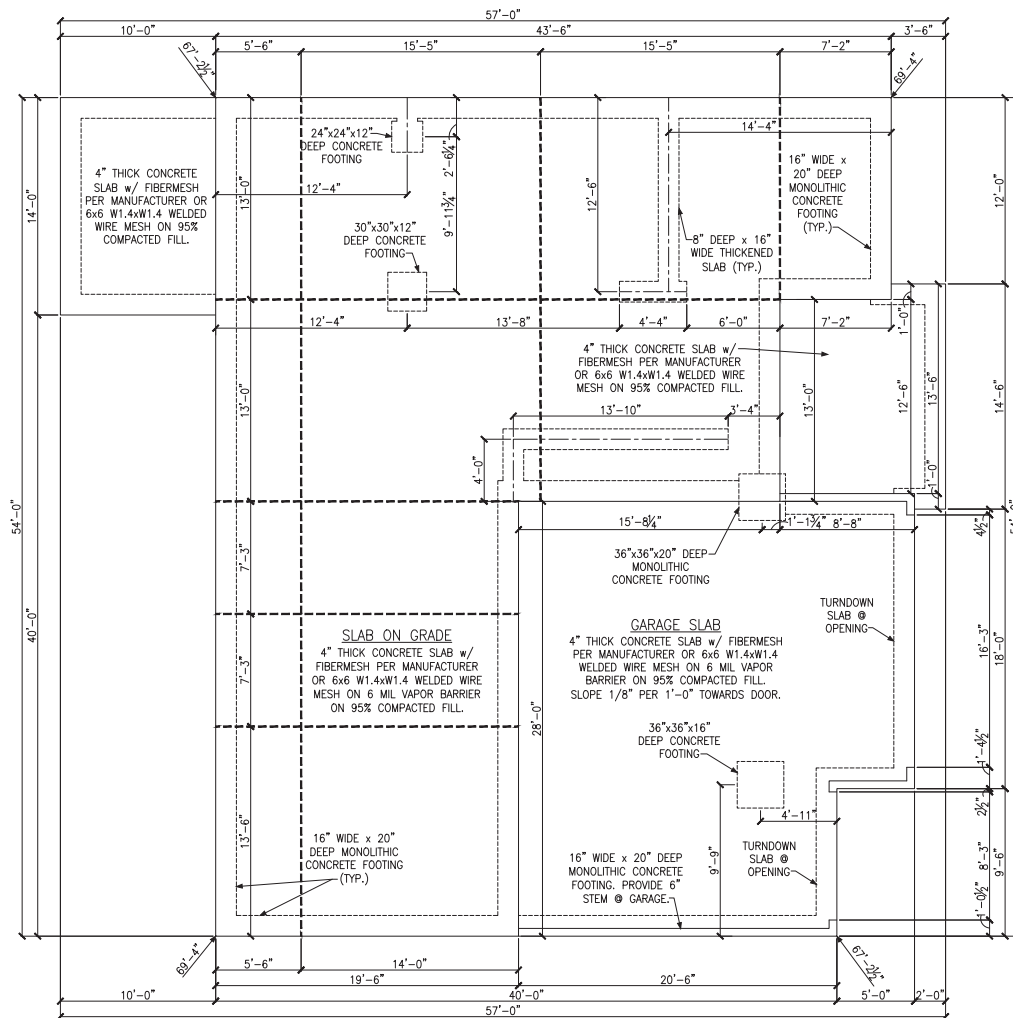 57'-0"
10'-0"
43'-6"
3'-6"
5'-6"
15'-5"
15'-5"
7'-2"
67'-2½"
69'-4"
14'-4"
24"x24"x12"
DEEP CONCRETE
FOOTING
2'-6¼"
4" THICK CONCRETE
SLAB w/ FIBERMESH
PER MANUFACTURER OR
6x6 W1.4xW1.4 WELDED
WIRE MESH ON 95%
COMPACTED FILL.
14'-0"
13'-0"
12'-4"
9'-11¾"
12'-6"
16" WIDE x
20" DEEP
MONOLITHIC
CONCRETE
FOOTING
(TYP.)
12'-0"
30"x30"x12"
DEEP CONCRETE
FOOTING
8" DEEP x 16"
WIDE THICKENED
SLAB (TYP.)
12'-4"
13'-8"
4'-4"
6'-0"
7'-2"
1'-0"
4" THICK CONCRETE SLAB w/
FIBERMESH PER MANUFACTURER
OR 6x6 W1.4xW1.4 WELDED WIRE
MESH ON 95% COMPACTED FILL.
13'-0"
13'-10"
3'-4"
13'-0"
12'-6"
13'-6"
14'-6"
4'-0"
1'-0"
54'-0"
15'-8¼"
1'-1¾"
8'-8"
4½"
54'-0"
36"x36"x20" DEEP
MONOLITHIC
CONCRETE FOOTING
7'-3"
40'-0"
SLAB ON GRADE
4" THICK CONCRETE SLAB w/
FIBERMESH PER MANUFACTURER
OR 6x6 W1.4xW1.4 WELDED WIRE
MESH ON 6 MIL VAPOR BARRIER
ON 95% COMPACTED FILL.
GARAGE SLAB
4" THICK CONCRETE SLAB w/ FIBERMESH
PER MANUFACTURER OR 6x6 W1.4xW1.4
WELDED WIRE MESH ON 6 MIL VAPOR
BARRIER ON 95% COMPACTED FILL.
SLOPE 1/8" PER 1'-0" TOWARDS DOOR.
TURNDOWN
SLAB @
OPENING
16'-3"
18'-0"
7'-3"
28'-0"
36"x36"x16"
DEEP CONCRETE
FOOTING
1'-4½"
2½"
4'-11"
13'-6"
16" WIDE x 20"
DEEP MONOLITHIC
CONCRETE FOOTING
(TYP.)
9'-9"
16" WIDE x 20" DEEP
MONOLITHIC CONCRETE
FOOTING. PROVIDE 6"
STEM @ GARAGE.
TURNDOWN
SLAB @
OPENING
8'-3"
9'-6"
1'-0½"
69'-4"
67'-2½"
5'-6"
14'-0"
19'-6"
20'-6"
10'-0"
40'-0"
5'-0"
2'-0"
57'-0"